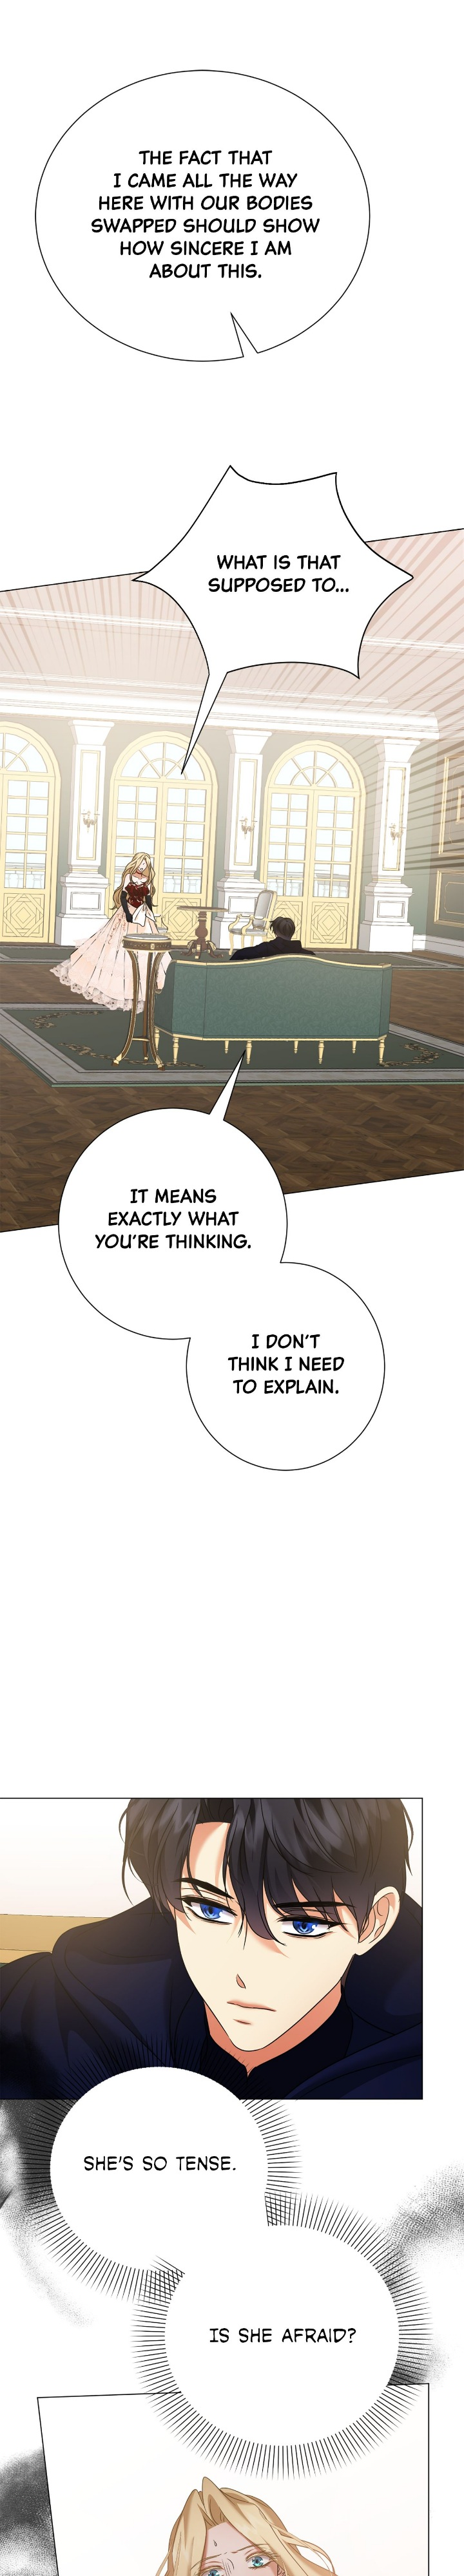 THE FACT THAT
I CAME ALL THE WAY
HERE WITH OUR BODIES
SWAPPED SHOULD SHOW
HOW SINCERE I AM
ABOUT THIS.
WHAT IS THAT
SUPPOSED TO...
IT MEANS
EXACTLY WHAT
YOU'RE THINKING.
I DON'T
THINK I NEED
TO EXPLAIN.
SHE'S SO TENSE.
IS SHE AFRAID?